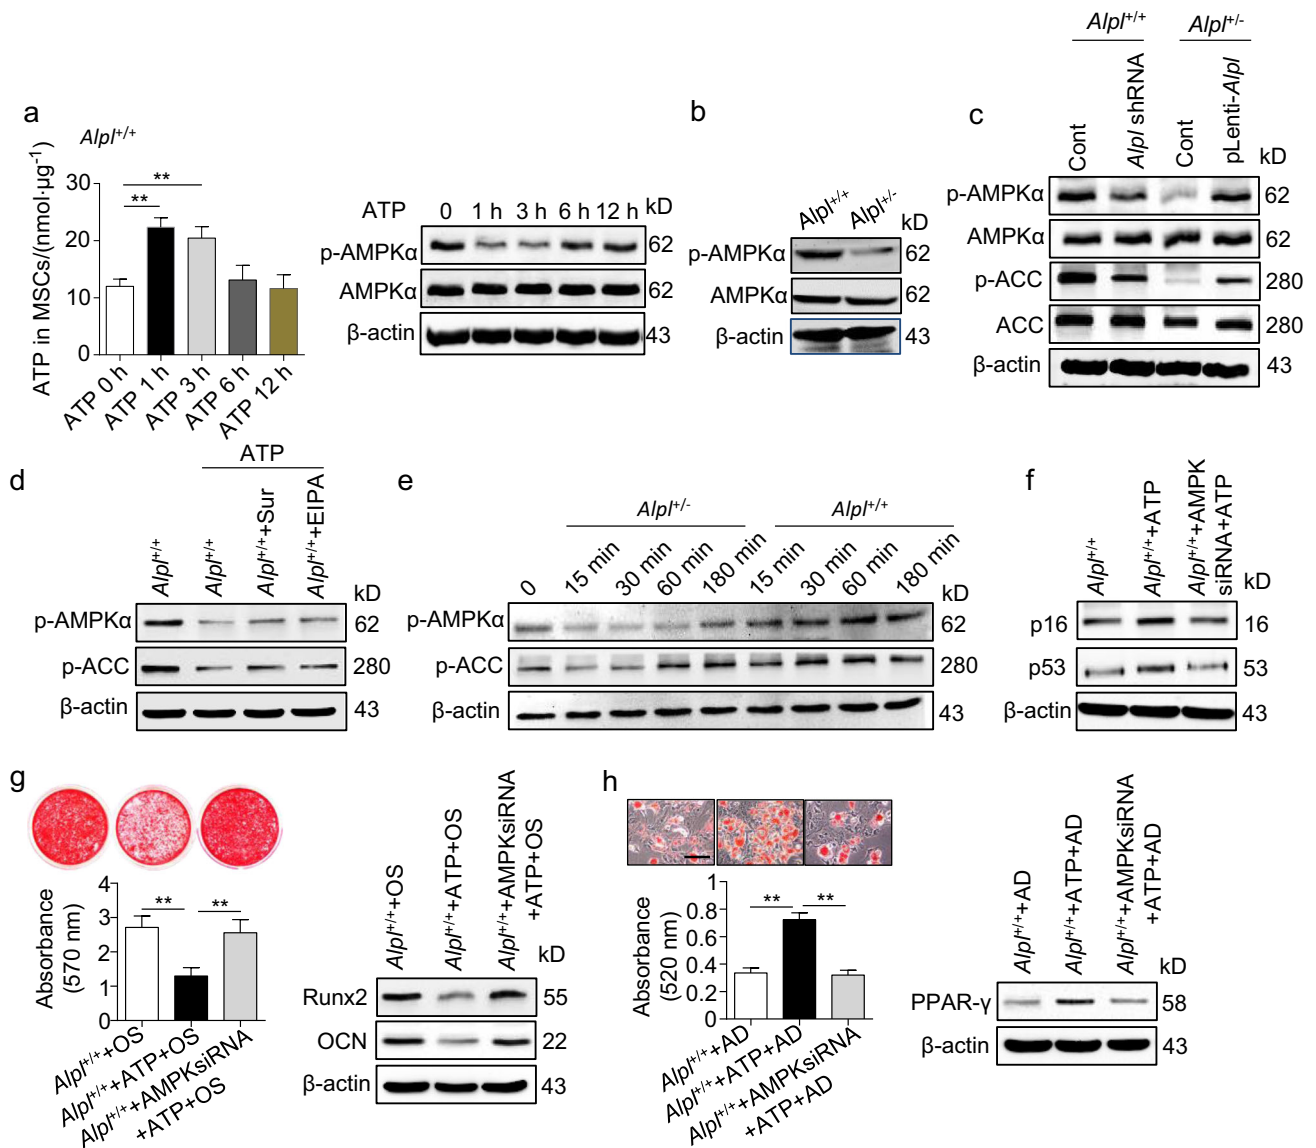 a
Alpl+/+
ATP in MSCs/(nmol·μg-1)
30
20
10
0
ATP 0 h
ATP 1 h
ATP 3 h
ATP 6 h
ATP 12 h
** **
ATP 0 1 h 3 h 6 h 12 h kD
p-AMPKα 62
AMPKα 62
β-actin 43
b
Alpl+/+ Alpl+/-
kD
p-AMPKα 62
AMPKα 62
β-actin 43
c
Alpl+/+ Alpl+/-
Cont Alpl shRNA Cont pLenti-Alpl kD
p-AMPKα 62
AMPKα 62
p-ACC 280
ACC 280
β-actin 43
d
ATP
Alpl+/+ Alpl+/+ Alpl+/++Sur Alpl+/++EIPA kD
p-AMPKα 62
p-ACC 280
β-actin 43
e
Alpl+/- Alpl+/+
0 15 min 30 min 60 min 180 min 15 min 30 min 60 min 180 min kD
p-AMPKα 62
p-ACC 280
β-actin 43
f
Alpl+/+ Alpl+/++ATP Alpl+/++AMPK siRNA+ATP kD
p16 16
p53 53
β-actin 43
g
Absorbance
(570 nm)
4
3
2
1
0
** **
Alpl+/++OS
Alpl+/++ATP+OS
Alpl+/++AMPKsiRNA
+ATP+OS
Alpl+/++OS
Alpl+/++ATP+OS
Alpl+/++AMPKsiRNA
+ATP+OS
kD
Runx2 55
OCN 22
β-actin 43
h
Absorbance
(520 nm)
1
0.8
0.6
0.4
0.2
0
** **
Alpl+/++AD
Alpl+/++ATP+AD
Alpl+/++AMPKsiRNA
+ATP+AD
Alpl+/++AD
Alpl+/++ATP+AD
Alpl+/++AMPKsiRNA
+ATP+AD
kD
PPAR-γ 58
β-actin 43